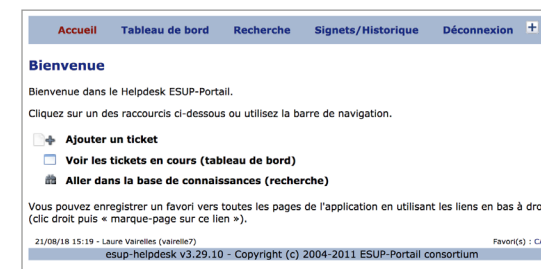 Accueil Tableau de bord Recherche Signets/Historique Déconnexion
Bienvenue
Bienvenue dans le Helpdesk ESUP-Portail.
Cliquez sur un des raccourcis ci-dessous ou utilisez la barre de navigation.
Ajouter un ticket
Voir les tickets en cours (tableau de bord)
Aller dans la base de connaissances (recherche)
Vous pouvez enregistrer un favori vers toutes les pages de l'application en utilisant les liens en bas à
(clic droit puis « marque-page sur ce lien »).
21/08/18 15:19 - Laure Vairelles (vairelle7) Favori(s) :
esup-helpdesk v3.29.10 - Copyright (c) 2004-2011 ESUP-Portail consortium